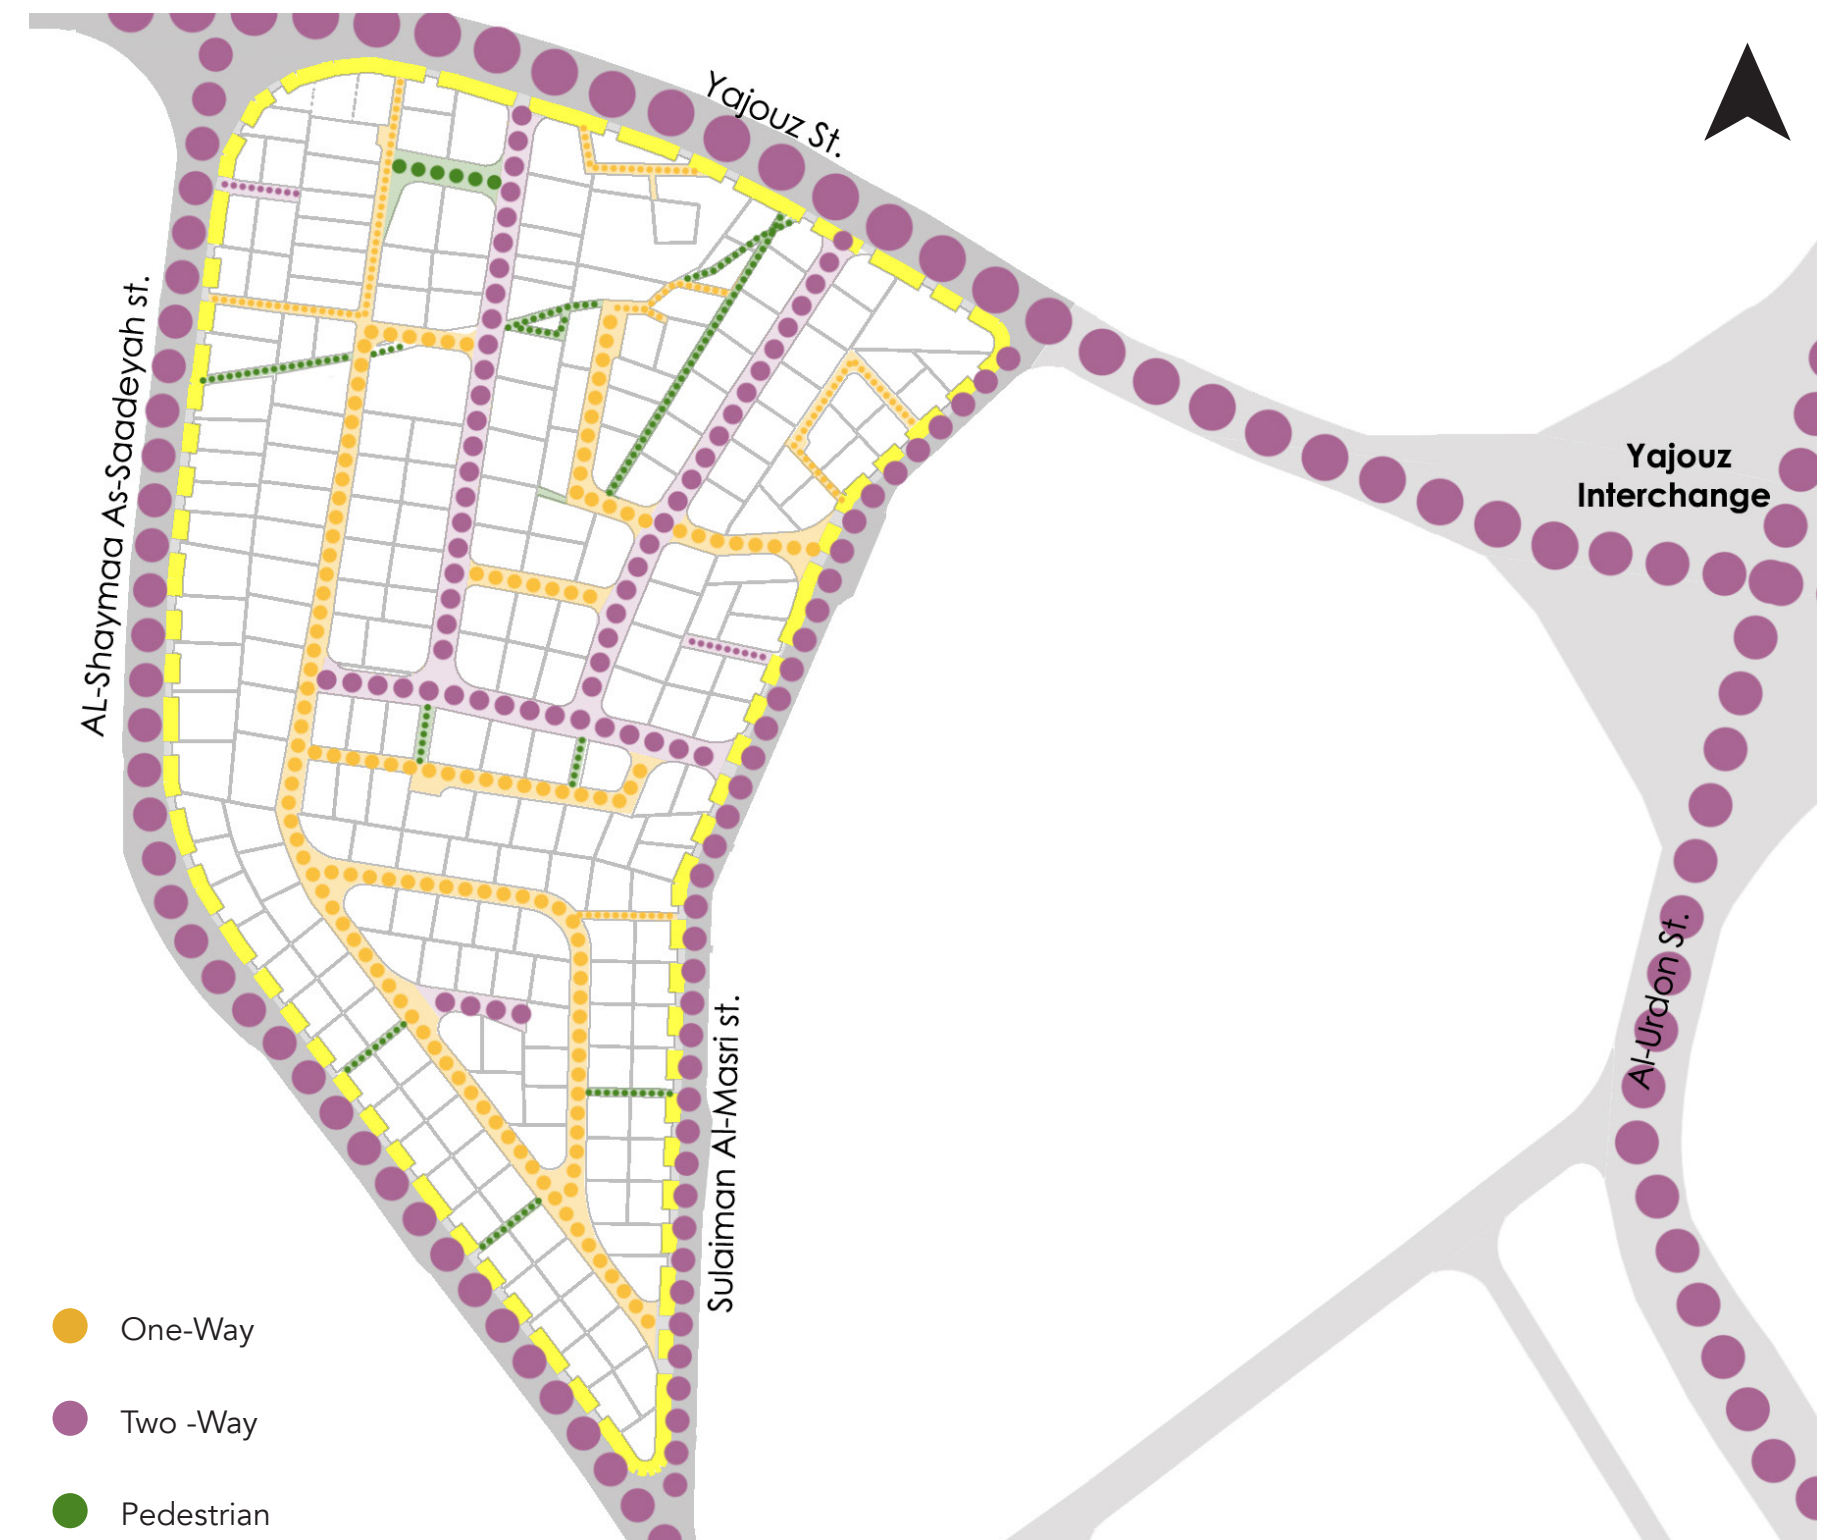 Yajouz St.
AL-Shaymaa As-Saadeyah st.
Yajouz
Interchange
Al-Urdon St.
Sulaiman Al-Masri st.
One-Way
Two -Way
Pedestrian